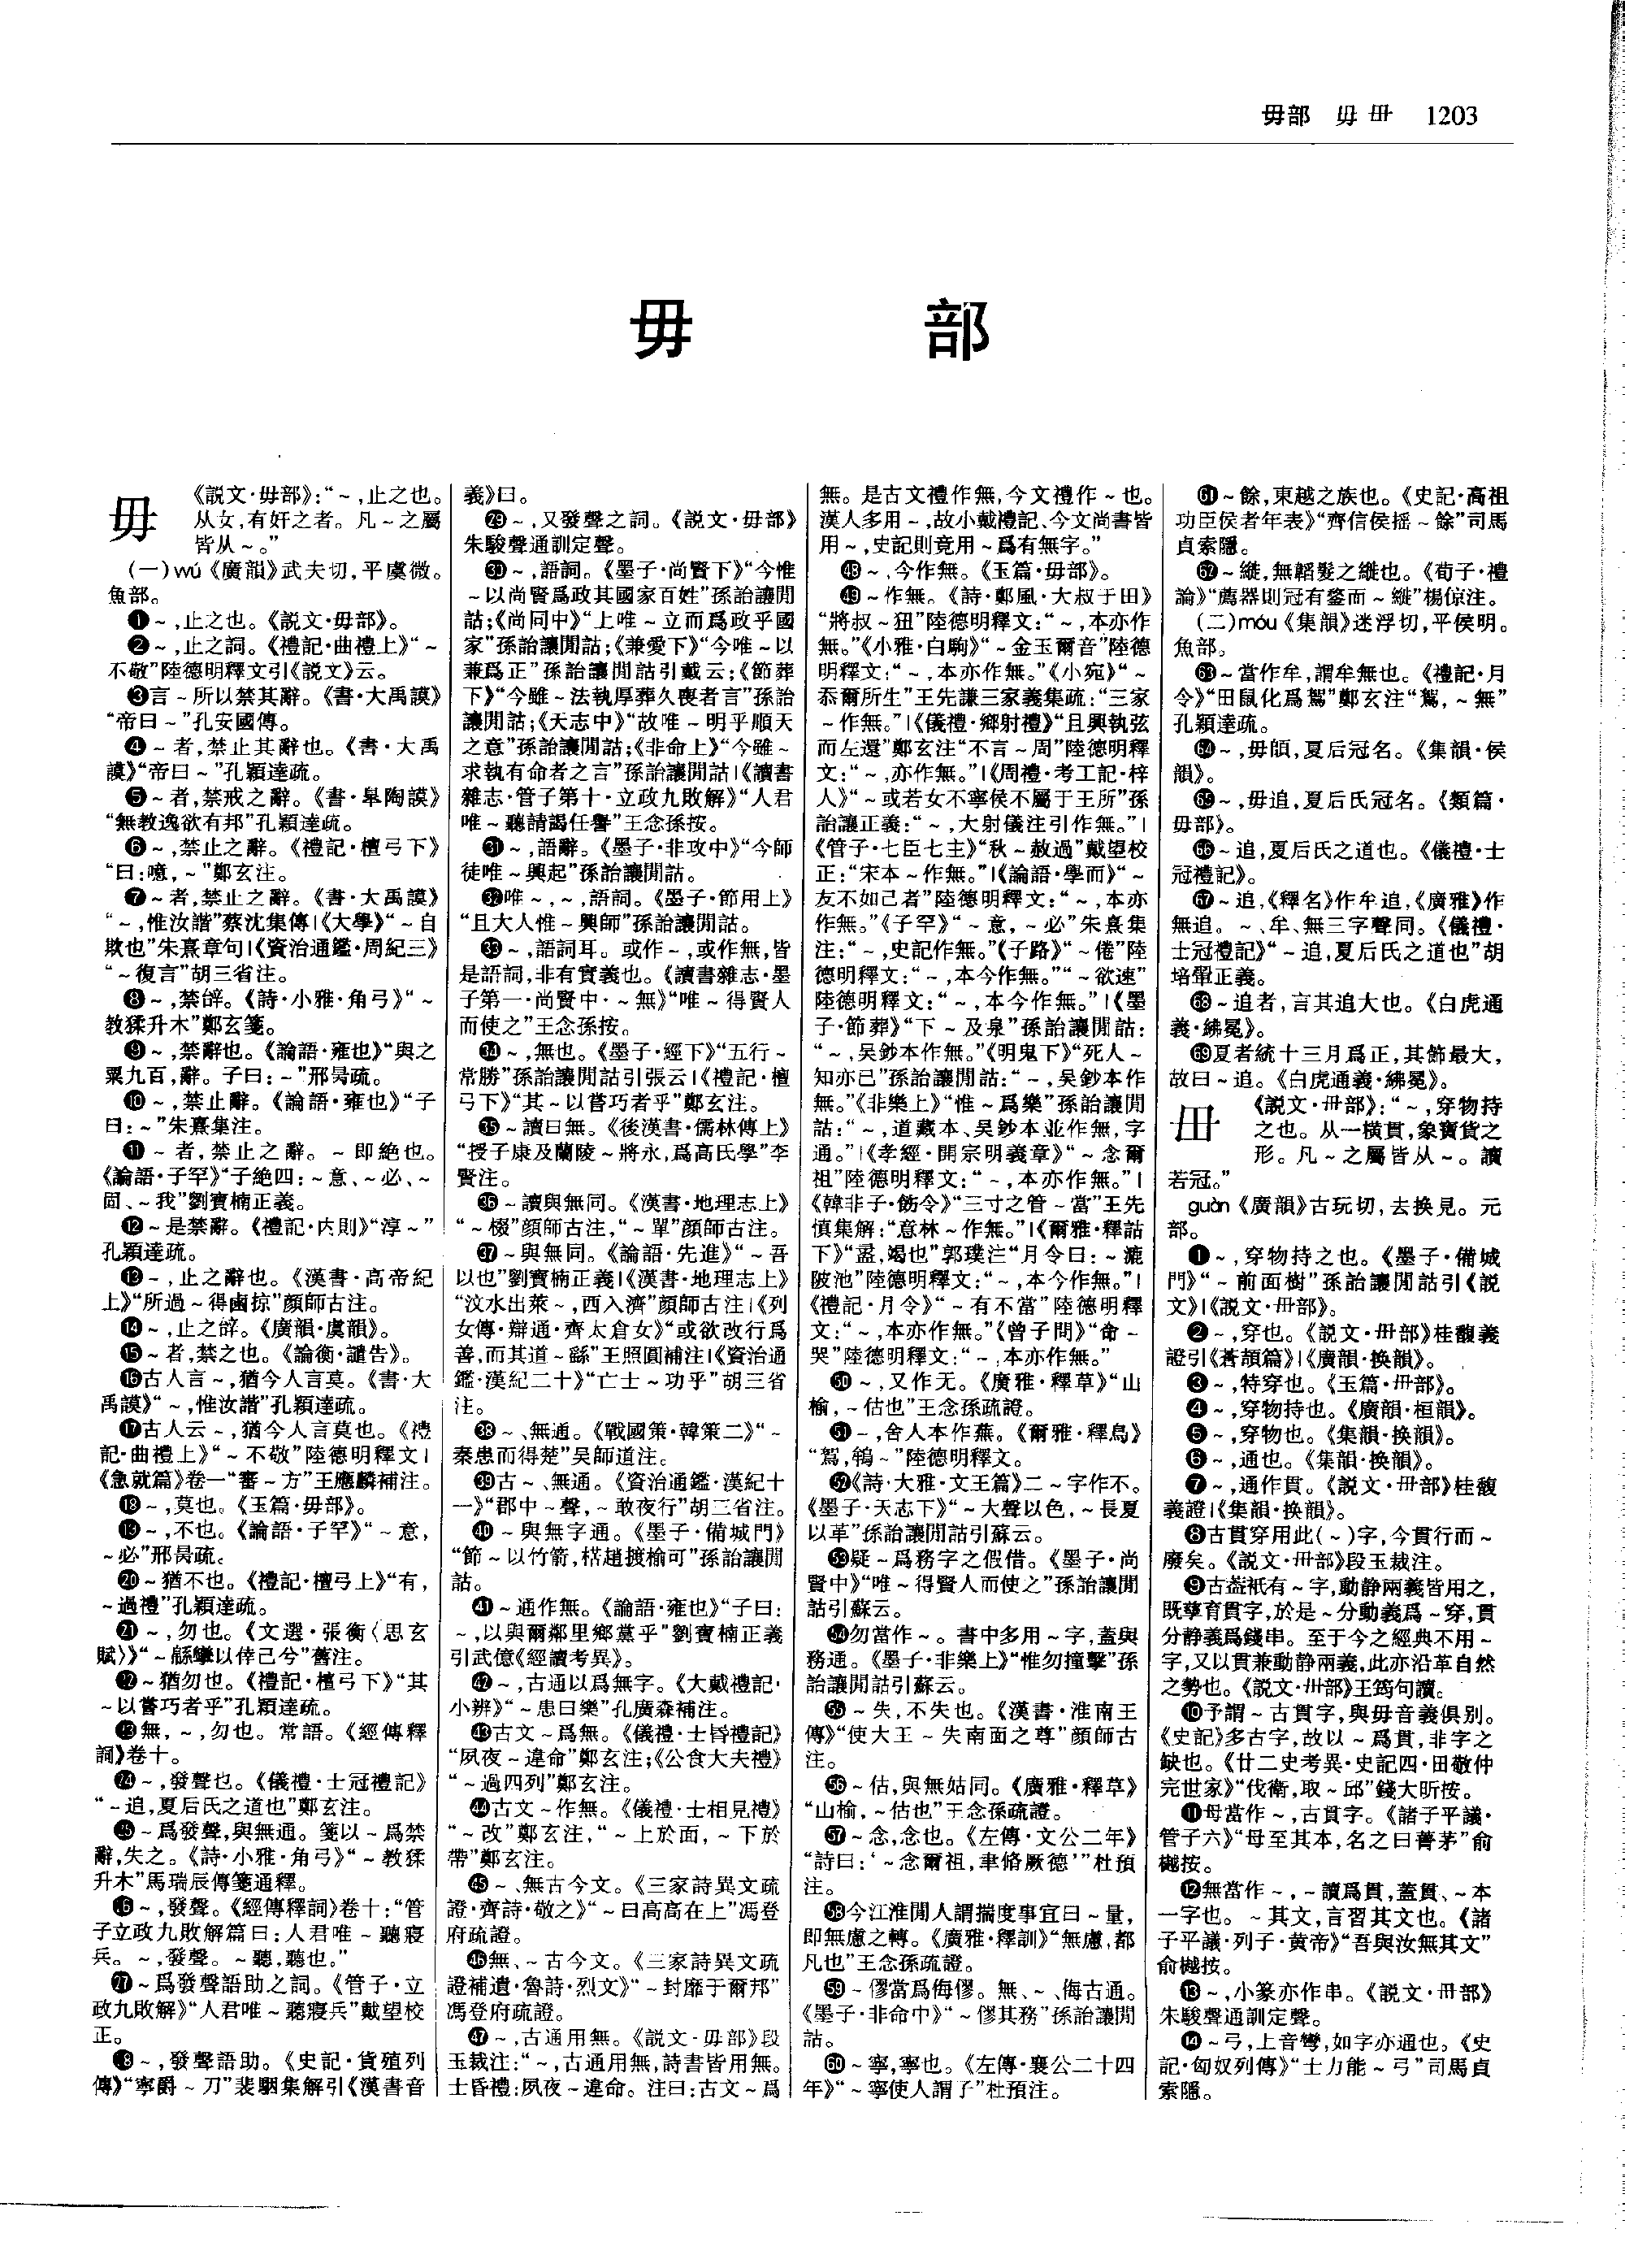 毋部　毋 毌　1203
毋　部
毋
《説文·毋部》：“～，止之也。
从女，有奸之者。凡～之屬
皆从～。”
（一）wú《廣韻》武夫切，平虞微。
魚部。
❶～，止之也。《説文·毋部》。
❷～，止之詞。《禮記·曲禮上》“～
不敬”陸德明釋文引《説文》云。
❸言～所以禁其辭。《書·大禹謨》
“帝曰～”孔安國傳。
❹～者，禁止其辭也。《書·大禹
謨》“帝曰～”孔穎達疏。
❺～者，禁戒之辭。《書·皋陶謨》
“無教逸欲有邦”孔穎達疏。
❻～，禁止之辭。《禮記·檀弓下》
“曰：噫，～”鄭玄注。
❼～者，禁止之辭。《書·大禹謨》
“～，惟汝諧”蔡沈集傳|《大學》“～自
欺也”朱熹章句|《資治通鑑·周紀三》
“～復言”胡三省注。
❽～，禁辤。《詩·小雅·角弓》“～
教猱升木”鄭玄箋。
❾～，禁辭也。《論語·雍也》“與之
粟九百，辭。子曰：～”邢昺疏。
❿～，禁止辭。《論語·雍也》“子
曰：～”朱熹集注。
⓫～者，禁止之辭。～即絶也。
《論語·子罕》“子絶四：～意、～必、～
固、～我”劉寶楠正義。
⓬～是禁辭。《禮記·内則》“淳～”
孔穎達疏。
⓭～，止之辭也。《漢書·高帝紀
上》“所過～得鹵掠”顔師古注。
⓮～，止之辤。《廣韻·虞韻》。
⓯～者，禁之也。《論衡·譴告》。
⓰古人言～，猶今人言莫。《書·大
禹謨》“～，惟汝諧”孔穎達疏。
⓱古人云～，猶今人言莫也。《禮
記·曲禮上》“～不敬”陸德明釋文|
《急就篇》卷一“審～方”王應麟補注。
⓲～，莫也。《玉篇·毋部》。
⓳～，不也。《論語·子罕》“～意，
～必”邢昺疏。
⓴～猶不也。《禮記·檀弓上》“有，
～過禮”孔穎達疏。
㉑～，勿也。《文選·張衡〈思玄
賦〉》“～緜攣以倖己兮”舊注。
㉒～猶勿也。《禮記·檀弓下》“其
～以嘗巧者乎”孔穎達疏。
㉓無，～，勿也。常語。《經傳釋
詞》卷十。
㉔～，發聲也。《儀禮·士冠禮記》
“～追，夏后氏之道也”鄭玄注。
㉕～爲發聲，與無通。箋以～爲禁
辭，失之。《詩·小雅·角弓》“～教猱
升木”馬瑞辰傳箋通釋。
㉖～，發聲。《經傳釋詞》卷十：“管
子立政九敗解篇曰：人君唯～聽寢
兵。～，發聲。～聽，聽也。”
㉗～爲發聲語助之詞。《管子·立
政九敗解》“人君唯～聽寢兵”戴望校
正。
㉘～，發聲語助。《史記·貨殖列
傳》“寧爵～刀”裴駰集解引《漢書音
義》曰。
㉙～，又發聲之詞。《説文·毋部》
朱駿聲通訓定聲。
㉚～，語詞。《墨子·尚賢下》“今惟
～以尚賢爲政其國家百姓”孫詒讓閒
詁；《尚同中》“上唯～立而爲政乎國
家”孫詒讓閒詁；《兼愛下》“今唯～以
兼爲正”孫詒讓閒詁引戴云；《節葬
下》“今雖～法執厚葬久喪者言”孫詒
讓閒詁；《天志中》“故唯～明乎順天
之意”孫詒讓閒詁；《非命上》“今雖～
求執有命者之言”孫詒讓閒詁|《讀書
雜志·管子第十·立政九敗解》“人君
唯～聽請謁任譽”王念孫按。
㉛～，語辭。《墨子·非攻中》“今師
徒唯～興起”孫詒讓閒詁。
㉜唯～，～，語詞。《墨子·節用上》
“且大人惟～興師”孫詒讓閒詁。
㉝～，語詞耳。或作～，或作無，皆
是語詞，非有實義也。《讀書雜志·墨
子第一·尚賢中·～無》“唯～得賢人
而使之”王念孫按。
㉞～，無也。《墨子·經下》“五行～
常勝”孫詒讓閒詁引張云|《禮記·檀
弓下》“其～以嘗巧者乎”鄭玄注。
㉟～讀曰無。《後漢書·儒林傳上》
“授子康及蘭陵～將永，爲高氏學”李
賢注。
㊱～讀與無同。《漢書·地理志上》
“～椶”顔師古注，“～單”顔師古注。
㊲～與無同。《論語·先進》“～吾
以也”劉寶楠正義|《漢書·地理志上》
“汶水出萊～，西入濟”顔師古注|《列
女傳·辯通·齊太倉女》“或欲改行爲
善，而其道～繇”王照圓補注|《資治通
鑑·漢紀二十》“亡士～功乎”胡三省
注。
㊳～、無通。《戰國策·韓策二》“～
秦患而得楚”吴師道注。
㊴古～、無通。《資治通鑑·漢紀十
一》“郡中～聲，～敢夜行”胡三省注。
㊵～與無字通。《墨子·備城門》
“節～以竹箭，楛趙㨨榆可”孫詒讓閒
詁。
㊶～通作無。《論語·雍也》“子曰：
～，以與爾鄰里鄉黨乎”劉寶楠正義
引武億《經讀考異》。
㊷～，古通以爲無字。《大戴禮記·
小辨》“～患曰樂”孔廣森補注。
㊸古文～爲無。《儀禮·士昏禮記》
“夙夜～違命”鄭玄注；《公食大夫禮》
“～過四列”鄭玄注。
㊹古文～作無。《儀禮·士相見禮》
“～改”鄭玄注，“～上於面，～下於
帶”鄭玄注。
㊺～、無古今文。《三家詩異文疏
證·齊詩·敬之》“～曰高高在上”馮登
府疏證。
㊻無、～古今文。《三家詩異文疏
證補遺·魯詩·烈文》“～封靡于爾邦”
馮登府疏證。
㊼～，古通用無。《説文·毋部》段
玉裁注：“～，古通用無，詩書皆用無。
士昏禮：夙夜～違命。注曰：古文～爲
無。是古文禮作無，今文禮作～也。
漢人多用～，故小戴禮記、今文尚書皆
用～，史記則竟用～爲有無字。”
㊽～，今作無。《玉篇·毋部》。
㊾～作無。《詩·鄭風·大叔于田》
“將叔～狃”陸德明釋文：“～，本亦作
無。”《小雅·白駒》“～金玉爾音”陸德
明釋文：“～，本亦作無。”《小宛》“～
忝爾所生”王先謙三家義集疏：“三家
～作無。”|《儀禮·鄉射禮》“且興執弦
而左還”鄭玄注“不言～周”陸德明釋
文：“～，亦作無。”|《周禮·考工記·梓
人》“～或若女不寧侯不屬于王所”孫
詒讓正義：“～，大射儀注引作無。”|
《管子·七臣七主》“秋～赦過”戴望校
正：“宋本～作無。”|《論語·學而》“～
友不如己者”陸德明釋文：“～，本亦
作無。”《子罕》“～意，～必”朱熹集
注：“～，史記作無。”《子路》“～倦”陸
德明釋文：“～，本今作無。”“～欲速”
陸德明釋文：“～，本今作無。”|《墨
子·節葬》“下～及泉”孫詒讓閒詁：
“～，吴鈔本作無。”《明鬼下》“死人～
知亦已”孫詒讓閒詁：“～，吴鈔本作
無。”《非樂上》“惟～爲樂”孫詒讓閒
詁：“～，道藏本、吴鈔本並作無，字
通。”|《孝經·開宗明義章》“～念爾
祖”陸德明釋文：“～，本亦作無。”|
《韓非子·飭令》“三寸之管～當”王先
慎集解：“意林～作無。”|《爾雅·釋詁
下》“盝，竭也”郭璞注“月令曰：～漉
陂池”陸德明釋文：“～，本今作無。”|
《禮記·月令》“～有不當”陸德明釋
文：“～，本亦作無。”《曾子問》“命～
哭”陸德明釋文：“～，本亦作無。”
㊿～，又作无。《廣雅·釋草》“山
榆，～估也”王念孫疏證。
51～，舍人本作蕪。《爾雅·釋鳥》
“鴽，鴾～”陸德明釋文。
52《詩·大雅·文王篇》二～字作不。
《墨子·天志下》“～大聲以色，～長夏
以革”孫詒讓閒詁引蘇云。
53疑～爲務字之假借。《墨子·尚
賢中》“唯～得賢人而使之”孫詒讓閒
詁引蘇云。
54勿當作～。書中多用～字，蓋與
務通。《墨子·非樂上》“惟勿撞擊”孫
詒讓閒詁引蘇云。
55～失，不失也。《漢書·淮南王
傳》“使大王～失南面之尊”顔師古
注。
56～估，與無姑同。《廣雅·釋草》
“山榆，～估也”王念孫疏證。
57～念，念也。《左傳·文公二年》
“詩曰：‘～念爾祖，聿脩厥德’”杜預
注。
58今江淮閒人謂揣度事宜曰～量，
即無慮之轉。《廣雅·釋訓》“無慮，都
凡也”王念孫疏證。
59～僇當爲侮僇。無、～、侮古通。
《墨子·非命中》“～僇其務”孫詒讓閒
詁。
60～寧，寧也。《左傳·襄公二十四
年》“～寧使人謂子”杜預注。
61～餘，東越之族也。《史記·高祖
功臣侯者年表》“齊信侯摇～餘”司馬
貞索隱。
62～縰，無韜髮之縰也。《荀子·禮
論》“薦器則冠有鍪而～縰”楊倞注。
（二）móu《集韻》迷浮切，平侯明。
魚部。
63～當作牟，謂牟無也。《禮記·月
令》“田鼠化爲鴽”鄭玄注“鴽，～無”
孔穎達疏。
64～，毋頧，夏后冠名。《集韻·侯
韻》。
65～，毋追，夏后氏冠名。《類篇·
毋部》。
66～追，夏后氏之道也。《儀禮·士
冠禮記》。
67～追，《釋名》作牟追，《廣雅》作
無追。～、牟、無三字聲同。《儀禮·
士冠禮記》“～追，夏后氏之道也”胡
培翬正義。
68～追者，言其追大也。《白虎通
義·紼冕》。
69夏者統十三月爲正，其飾最大，
故曰～追。《白虎通義·紼冕》。
毌
《説文·毌部》：“～，穿物持
之也。从一横貫，象寶貨之
形。凡～之屬皆从～。讀
若冠。”
guàn《廣韻》古玩切，去换見。元
部。
❶～，穿物持之也。《墨子·備城
門》“～前面樹”孫詒讓閒詁引《説
文》|《説文·毌部》。
❷～，穿也。《説文·毌部》桂馥義
證引《蒼頡篇》|《廣韻·换韻》。
❸～，持穿也。《玉篇·毌部》。
❹～，穿物持也。《廣韻·桓韻》。
❺～，穿物也。《集韻·换韻》。
❻～，通也。《集韻·换韻》。
❼～，通作貫。《説文·毌部》桂馥
義證|《集韻·换韻》。
❽古貫穿用此（～）字，今貫行而～
廢矣。《説文·毌部》段玉裁注。
❾古蓋衹有～字，動静兩義皆用之，
既孳育貫字，於是～分動義爲～穿，貫
分静義爲錢串。至于今之經典不用～
字，又以貫兼動静兩義，此亦沿革自然
之勢也。《説文·毌部》王筠句讀。
❿予謂～古貫字，與毋音義俱别。
《史記》多古字，故以～爲貫，非字之
缺也。《廿二史考異·史記四·田敬仲
完世家》“伐衛，取～邱”錢大昕按。
⓫母當作～，古貫字。《諸子平議·
管子六》“母至其本，名之曰菁茅”俞
樾按。
⓬無當作～，～讀爲貫，蓋貫、～本
一字也。～其文，言習其文也。《諸
子平議·列子·黄帝》“吾與汝無其文”
俞樾按。
⓭～，小篆亦作串。《説文·毌部》
朱駿聲通訓定聲。
⓮～弓，上音彎，如字亦通也。《史
記·匈奴列傳》“士力能～弓”司馬貞
索隱。